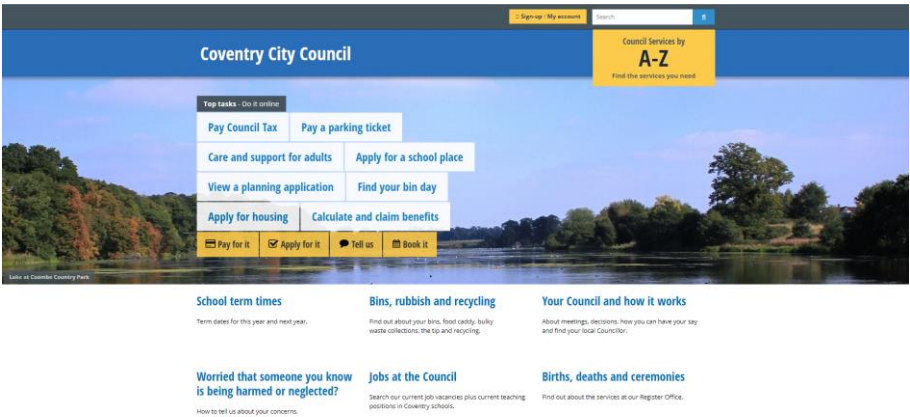 Sign-up / My account
Search
Coventry City Council
Council Services by
A-Z
Find the services you need
Top tasks - Do it online
Pay Council Tax
Pay a parking ticket
Care and support for adults
Apply for a school place
View a planning application
Find your bin day
Apply for housing
Calculate and claim benefits
Pay for it
Apply for it
Tell us
Book it
Lake at Coombe Country Park
School term times
Term dates for this year and next year.
Bins, rubbish and recycling
Find out about your bins, food caddy, bulky
waste collections, the tip and recycling.
Your Council and how it works
About meetings, decisions, how you can have your say
and find your local Councillor.
Worried that someone you know
is being harmed or neglected?
How to tell us about your concerns.
Jobs at the Council
Search our current job vacancies plus current teaching
positions in Coventry schools.
Births, deaths and ceremonies
Find out about the services at our Register Office.